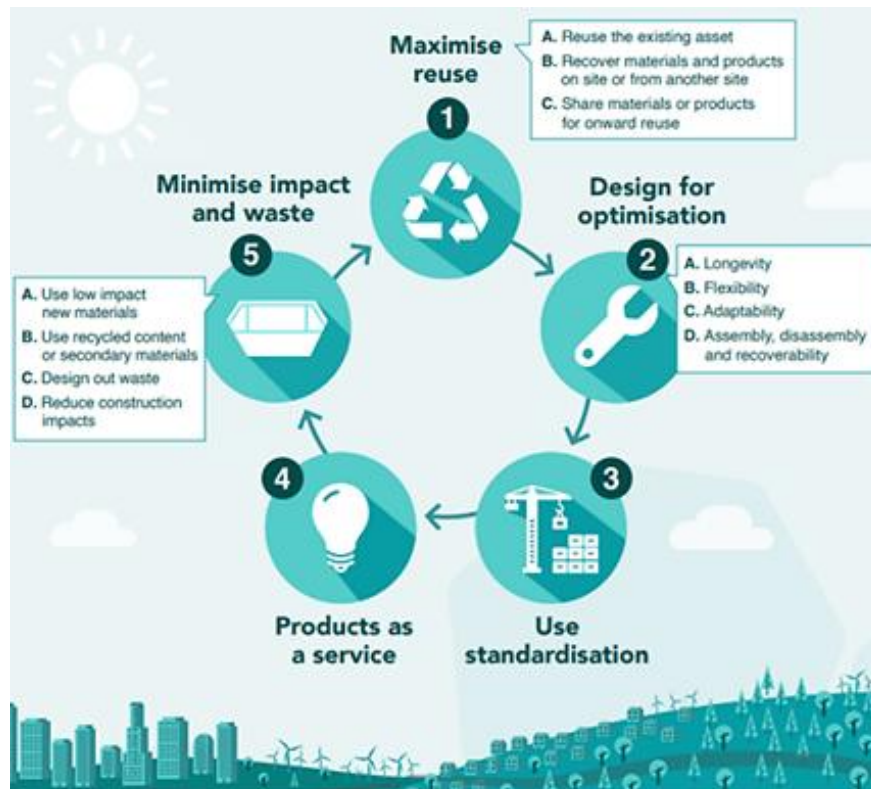 Maximise
reuse
1
A. Reuse the existing asset
B. Recover materials and products
on site or from another site
C. Share materials or products
for onward reuse
Design for
optimisation
2
A. Longevity
B. Flexibility
C. Adaptability
D. Assembly, disassembly
and recoverability
3
Use
standardisation
4
Products as
a service
Minimise impact
and waste
5
A. Use low impact
new materials
B. Use recycled content
or secondary materials
C. Design out waste
D. Reduce construction
impacts